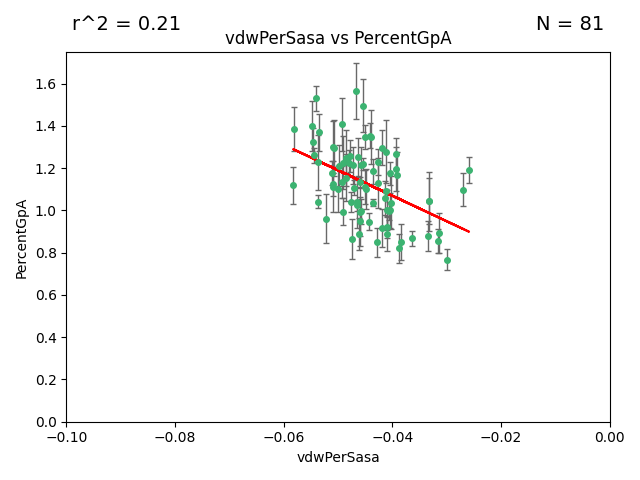 r^2 = 0.21
N = 81
vdwPerSasa vs PercentGpA
PercentGpA
1.6
1.4
1.2
1.0
0.8
0.6
0.4
0.2
0.0
−0.10 −0.08 −0.06 −0.04 −0.02 0.00
vdwPerSasa